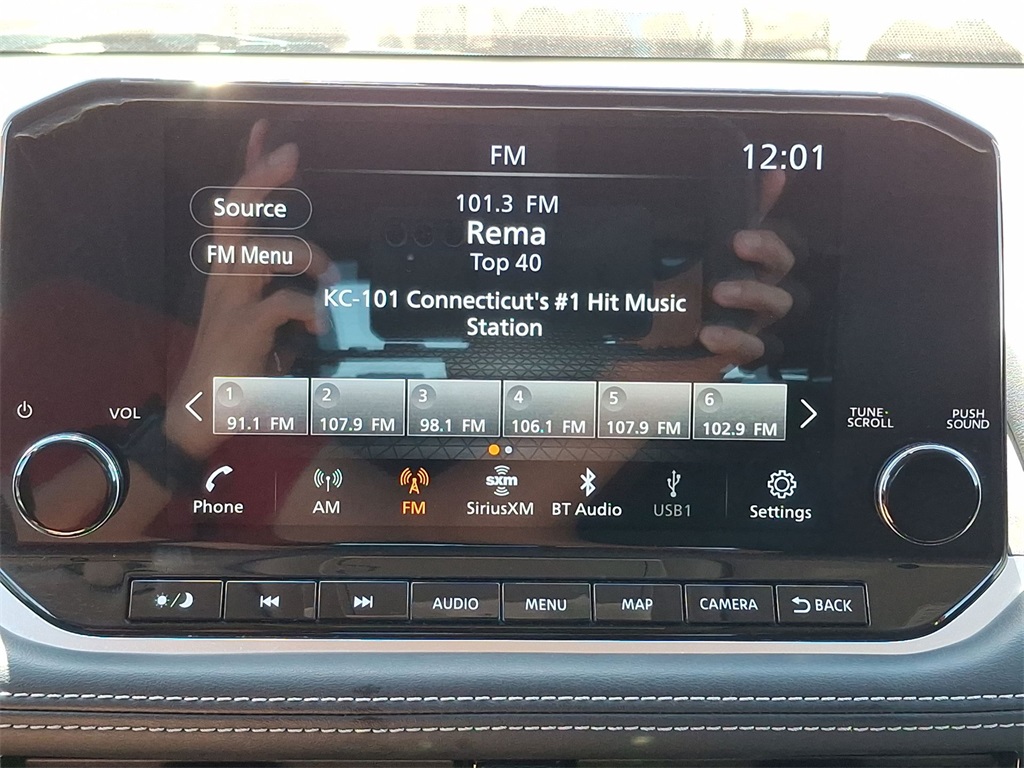 FM
12:01
Source
101.3 FM
Rema
FM Menu
Top 40
KC-101 Connecticut's #1 Hit Music
Station
1 2 3 4 5 6
91.1 FM 107.9 FM 98.1 FM 106.1 FM 107.9 FM 102.9 FM
VOL
TUNE·
SCROLL
PUSH
SOUND
sxm
Phone AM FM SiriusXM BT Audio USB1 Settings
AUDIO MENU MAP CAMERA BACK